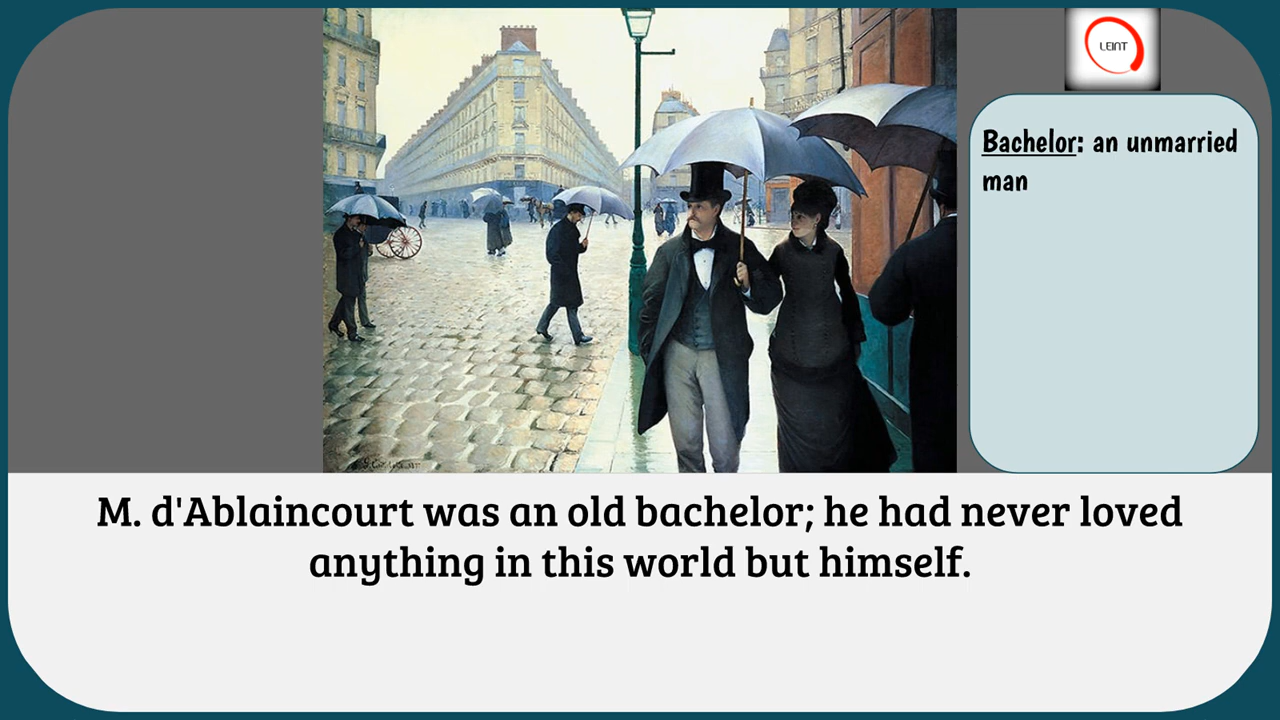 LEINT
Bachelor: an unmarried
man
M. d'Ablaincourt was an old bachelor; he had never loved
anything in this world but himself.